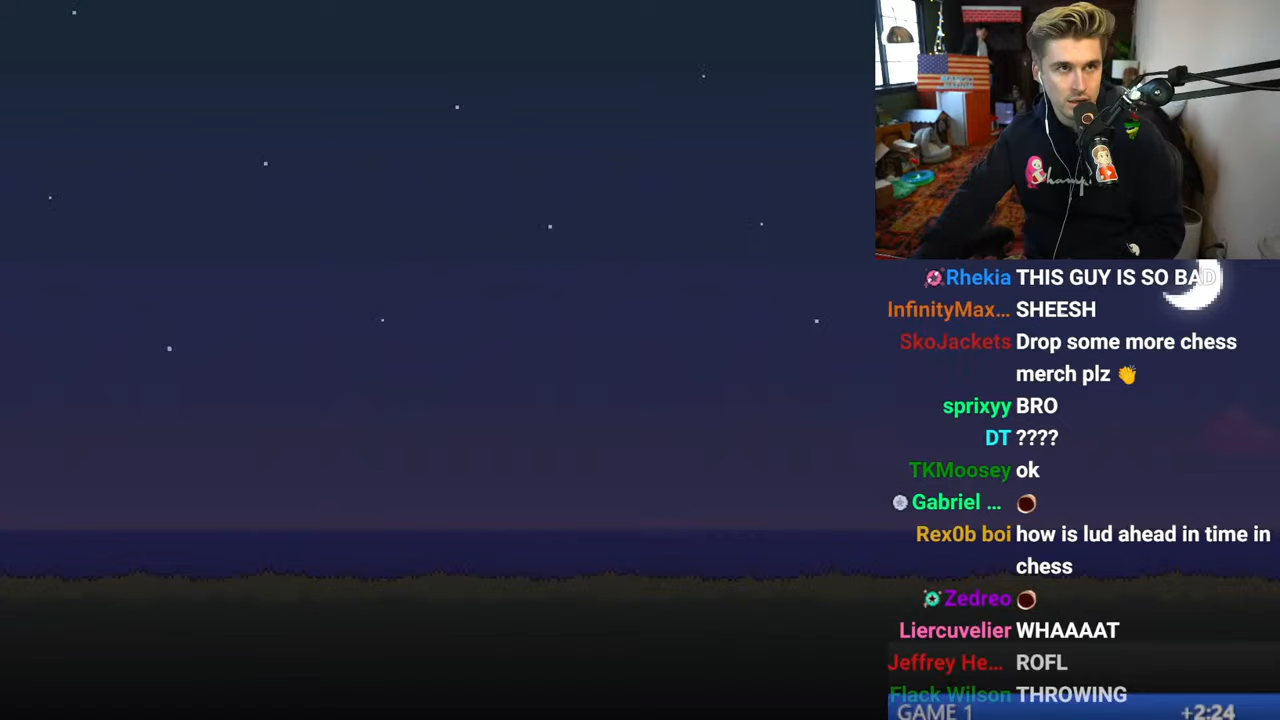 Rhekia THIS GUY IS SO BAD
InfinityMax... SHEESH
SkoJackets Drop some more chess
merch plz 👏
sprixyy BRO
DT ????
TKMoosey ok
Gabriel ...
Rex0b boi how is lud ahead in time in
chess
Zedreo
Liercuvelier WHAAAAT
Jeffrey He... ROFL
Flack Wilson THROWING
GAME 1 +2:24